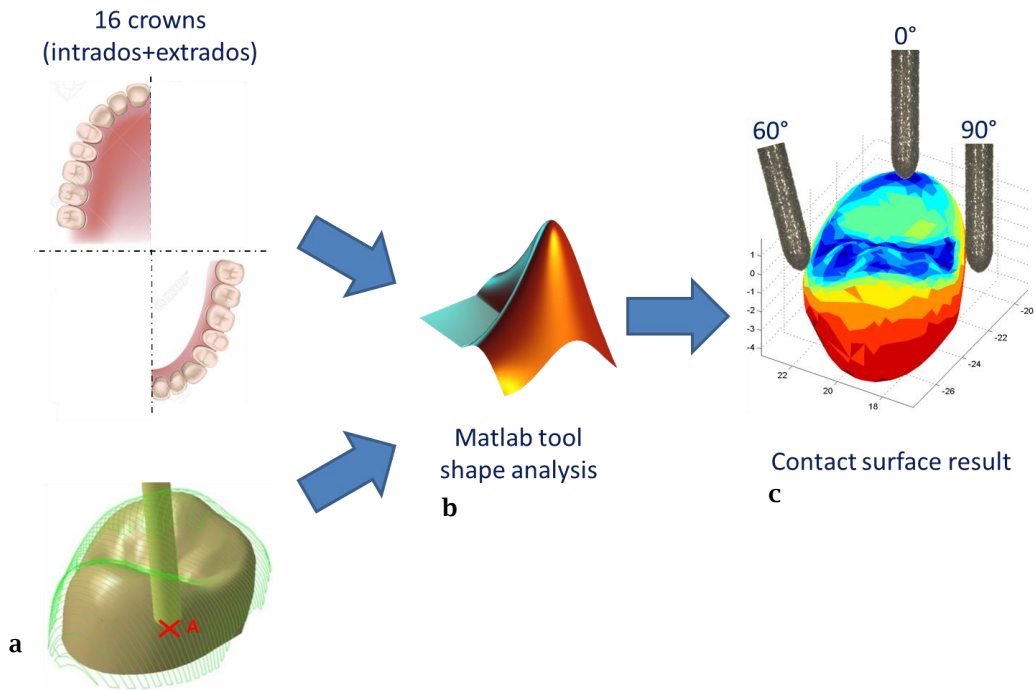 16 crowns
(intrados+extrados)
0°
60°
90°
1
0
-1
-2
-3
-4
22
20
18
-20
-22
-24
-26
Matlab tool
shape analysis
Contact surface result
b
c
A
a